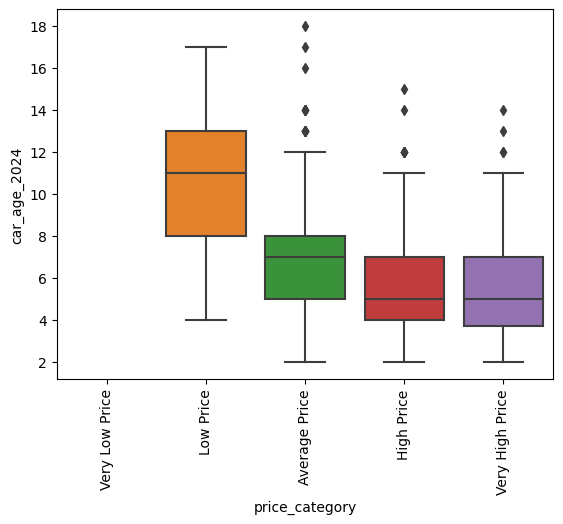 18
16
14
12
10
8
6
4
2
car_age_2024
Very Low Price
Low Price
Average Price
High Price
Very High Price
price_category